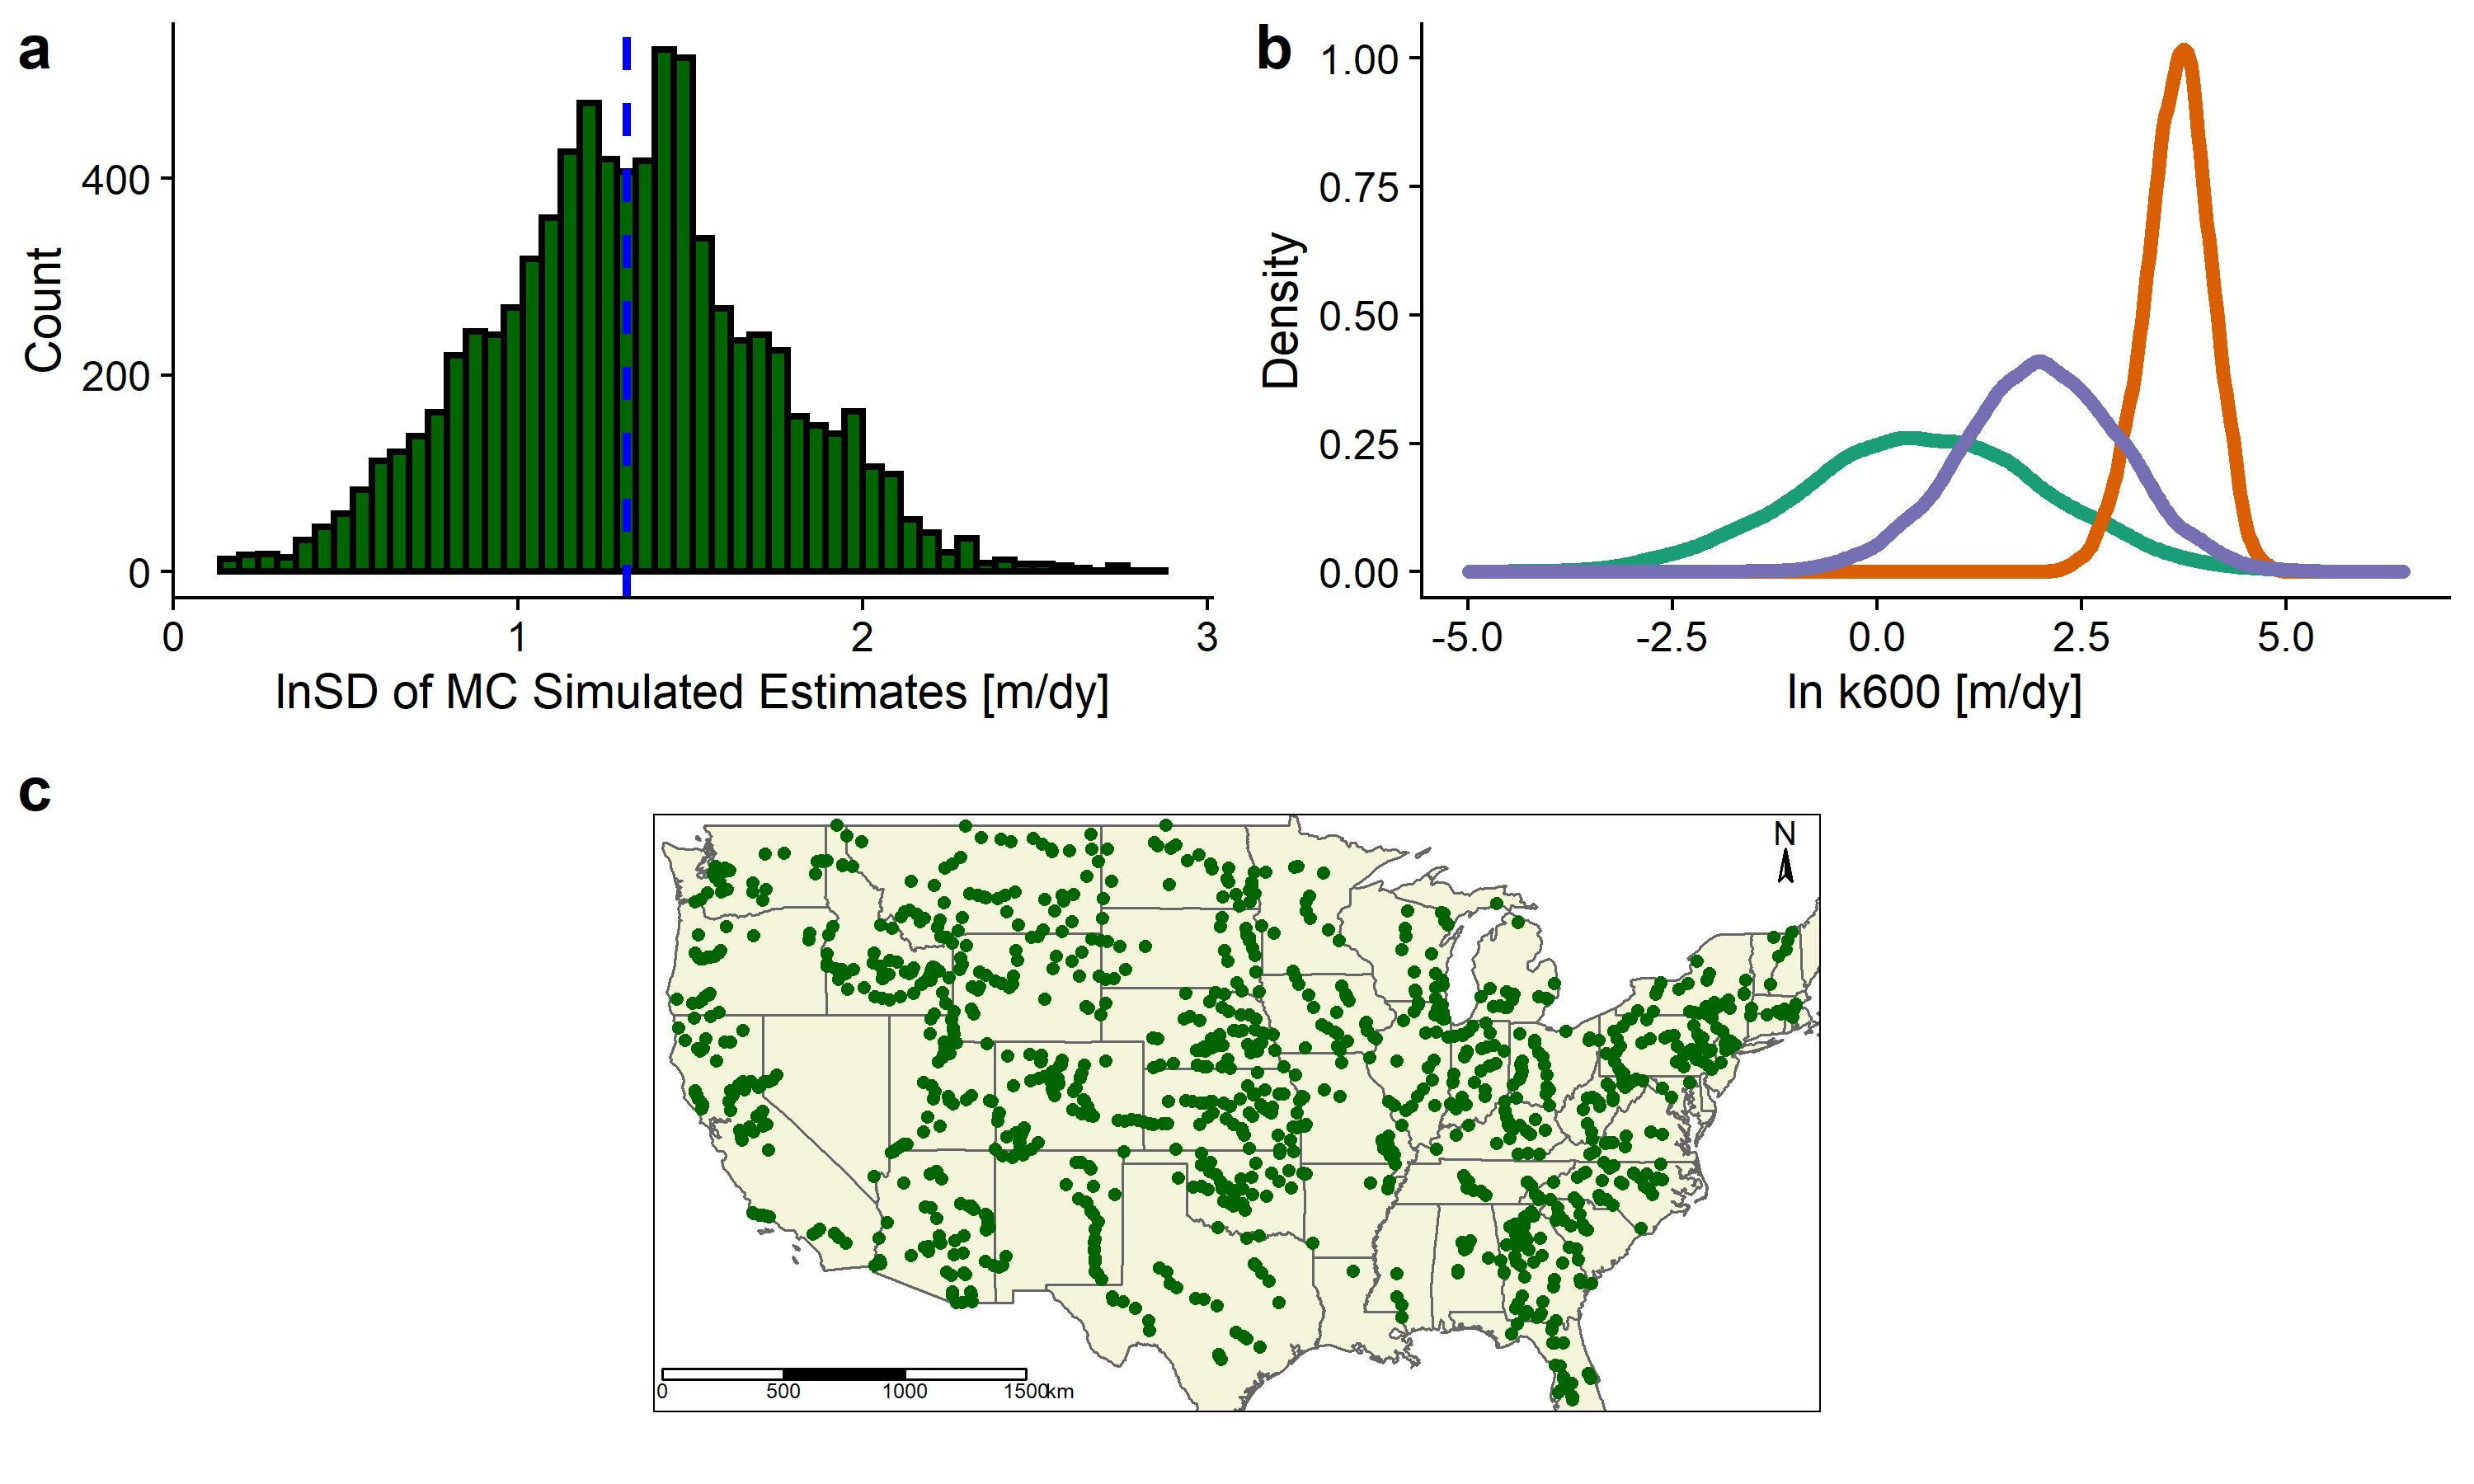 a
Count
400
200
0
0 1 2 3
lnSD of MC Simulated Estimates [m/dy]
b
Density
1.00
0.75
0.50
0.25
0.00
-5.0 -2.5 0.0 2.5 5.0
ln k600 [m/dy]
c
N
0 500 1000 1500km